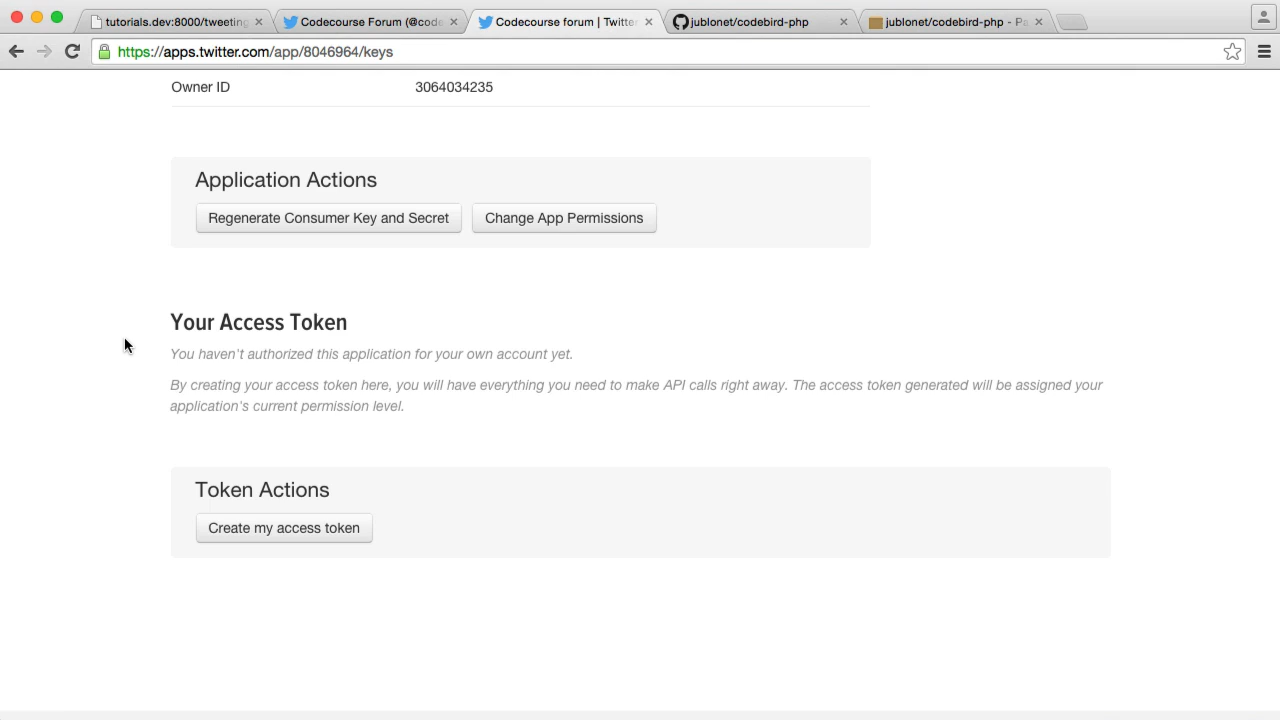 tutorials.dev:8000/tweeting
Codecourse Forum (@code
Codecourse forum | Twitte
jublonet/codebird-php
jublonet/codebird-php - Pa
https://apps.twitter.com/app/8046964/keys
Owner ID 3064034235
Application Actions
Regenerate Consumer Key and Secret Change App Permissions
Your Access Token
You haven't authorized this application for your own account yet.
By creating your access token here, you will have everything you need to make API calls right away. The access token generated will be assigned your
application's current permission level.
Token Actions
Create my access token